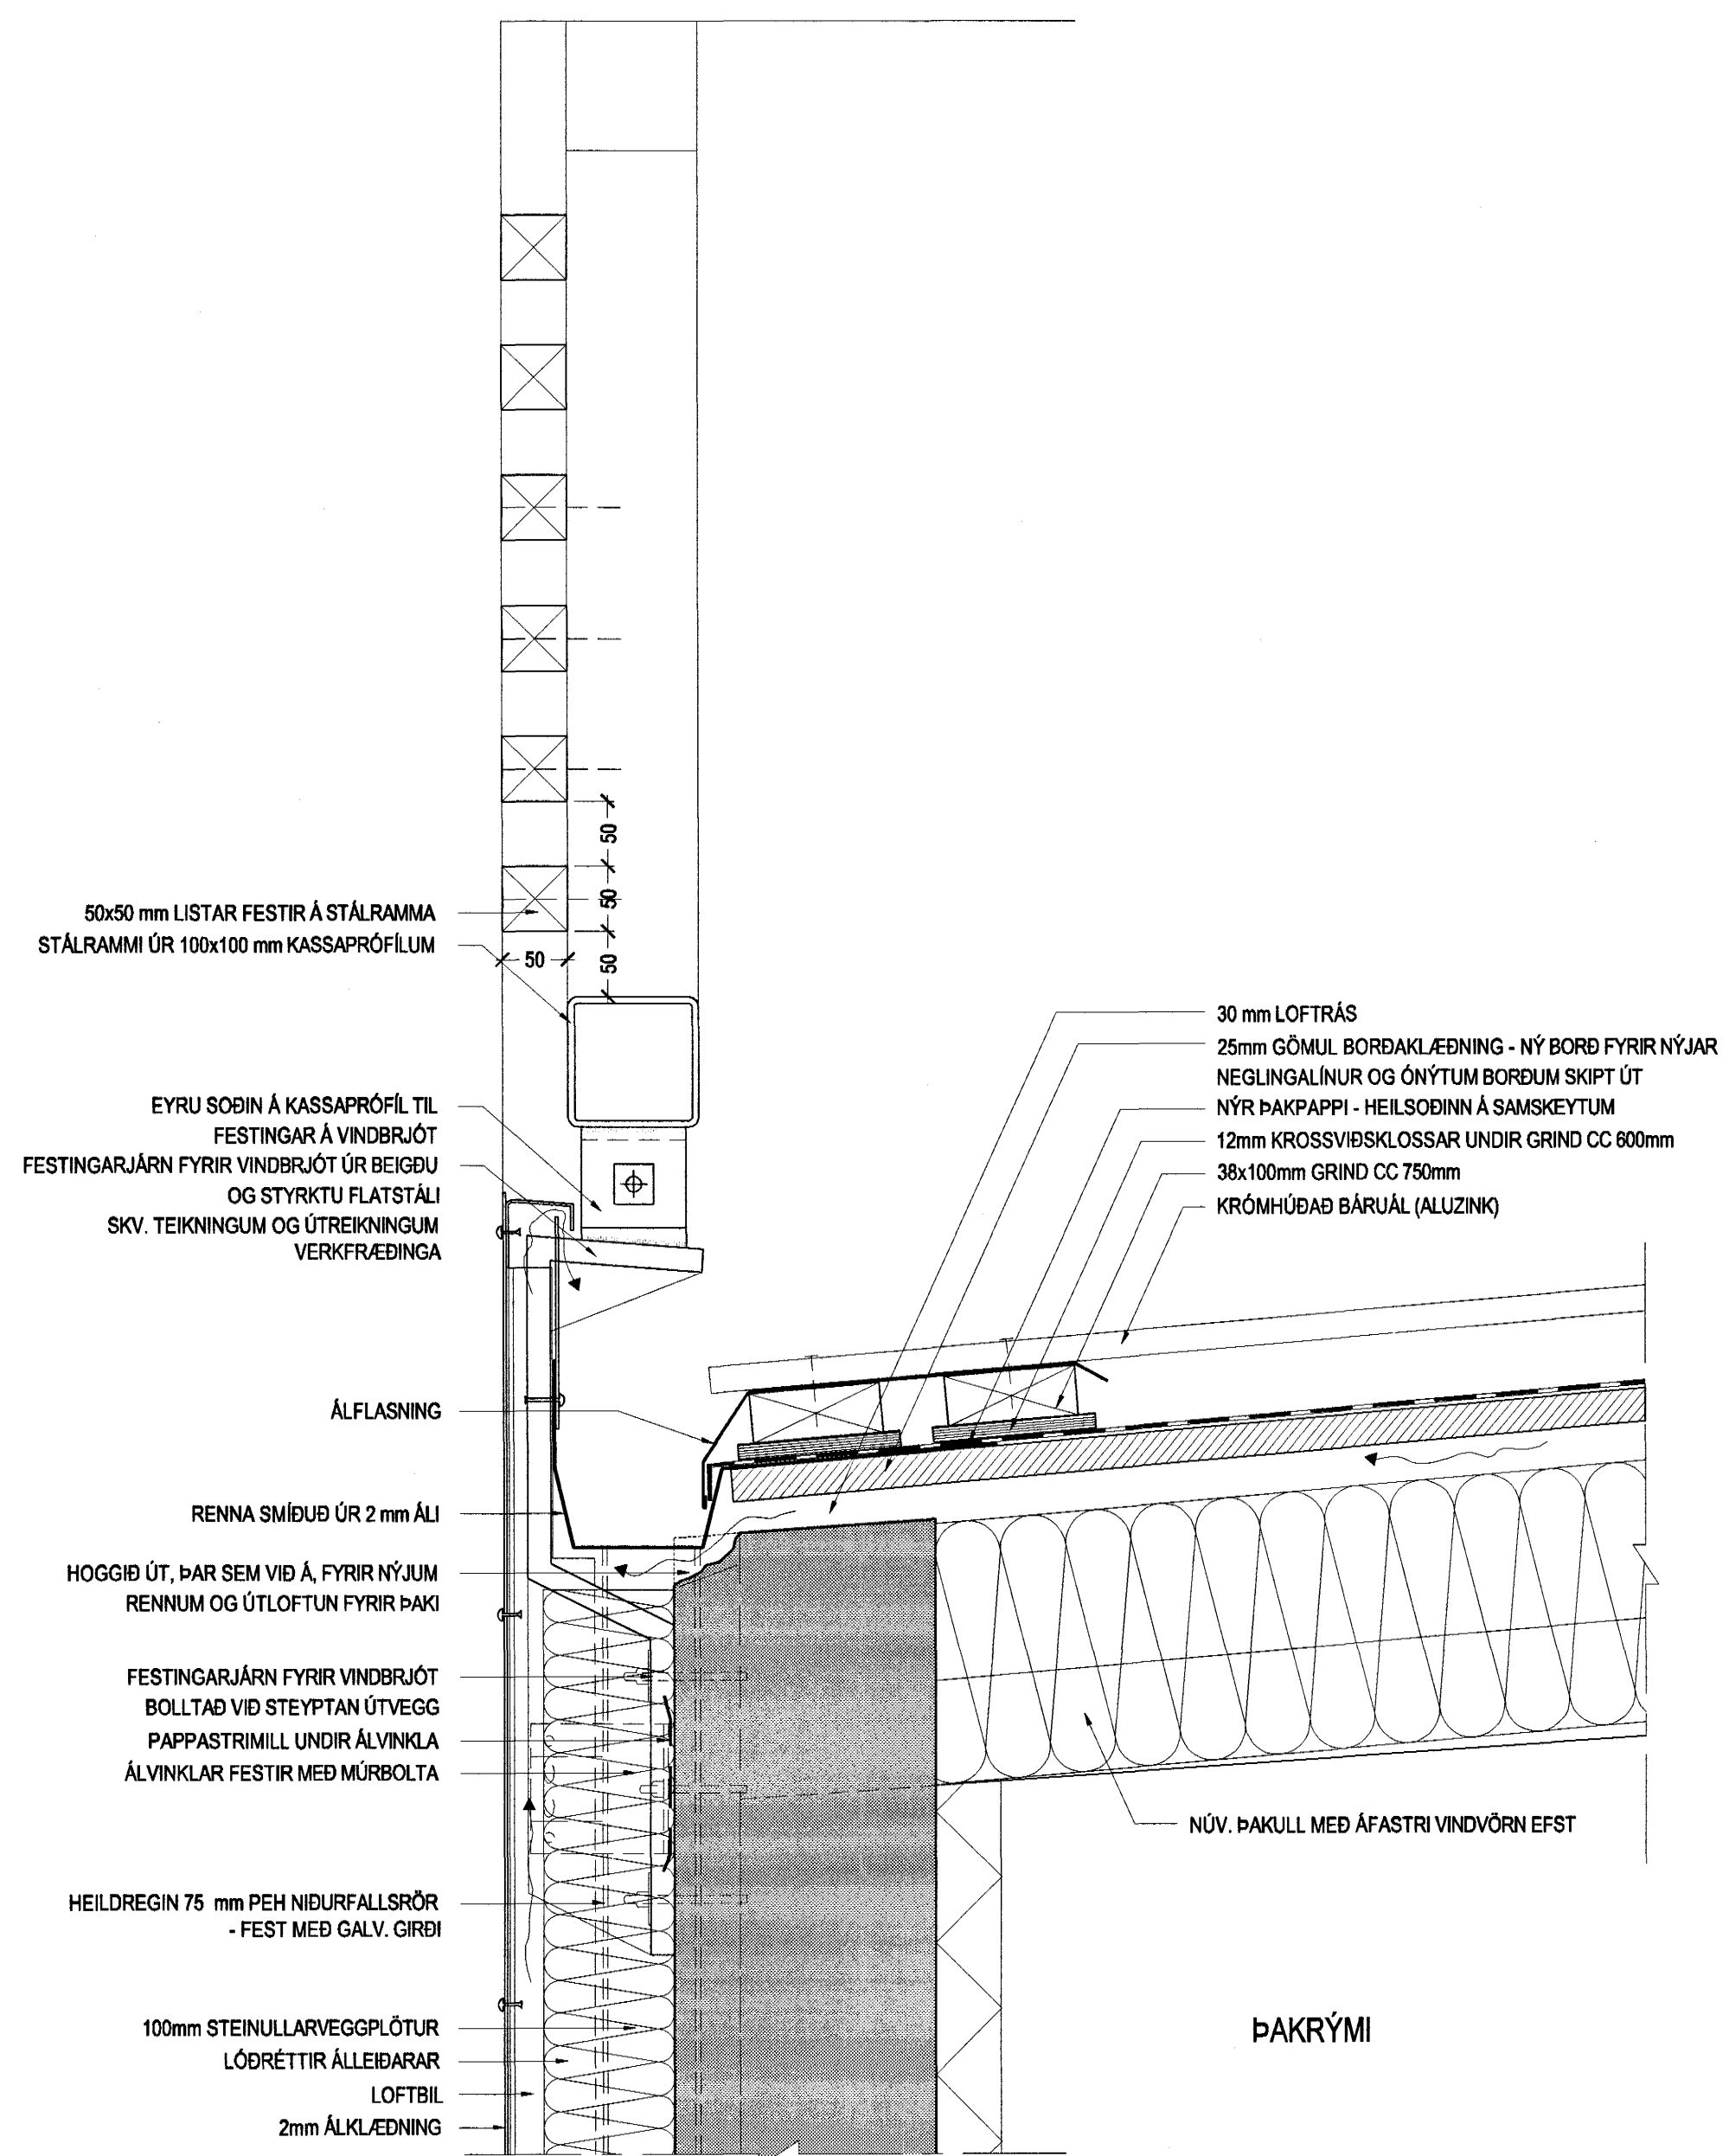 50
50
50
50
50x50 mm LISTAR FESTIR Á STÁLRAMMA
STÁLRAMMI ÚR 100x100 mm KASSAPRÓFÍLUM
EYRU SOÐIN Á KASSAPRÓFÍL TIL
FESTINGAR Á VINDBRJÓT
FESTINGARJÁRN FYRIR VINDBRJÓT ÚR BEIGÐU
OG STYRKTU FLATSTÁLI
SKV. TEIKNINGUM OG ÚTREIKNINGUM
VERKFRÆÐINGA
ÁLFLASNING
RENNA SMÍÐUÐ ÚR 2 mm ÁLI
HOGGIÐ ÚT, ÞAR SEM VIÐ Á, FYRIR NÝJUM
RENNUM OG ÚTLOFTUN FYRIR ÞAKI
FESTINGARJÁRN FYRIR VINDBRJÓT
BOLLTAÐ VIÐ STEYPTAN ÚTVEGG
PAPPASTRIMILL UNDIR ÁLVINKLA
ÁLVINKLAR FESTIR MEÐ MÚRBOLTA
HEILDREGIN 75 mm PEH NIÐURFALLSRÖR
- FEST MEÐ GALV. GIRÐI
100mm STEINULLARVEGGPLÖTUR
LÓÐRÉTTIR ÁLLEIÐARAR
LOFTBIL
2mm ÁLKLÆÐNING
30 mm LOFTRÁS
25mm GÖMUL BORÐAKLÆÐNING - NÝ BORÐ FYRIR NÝJAR
NEGLINGALÍNUR OG ÓNÝTUM BORÐUM SKIPT ÚT
NÝR ÞAKPAPPI - HEILSOÐINN Á SAMSKEYTUM
12mm KROSSVIÐSKLOSSAR UNDIR GRIND CC 600mm
38x100mm GRIND CC 750mm
KRÓMHÚÐAÐ BÁRUÁL (ALUZINK)
NÚV. ÞAKULL MEÐ ÁFASTRI VINDVÖRN EFST
ÞAKRÝMI